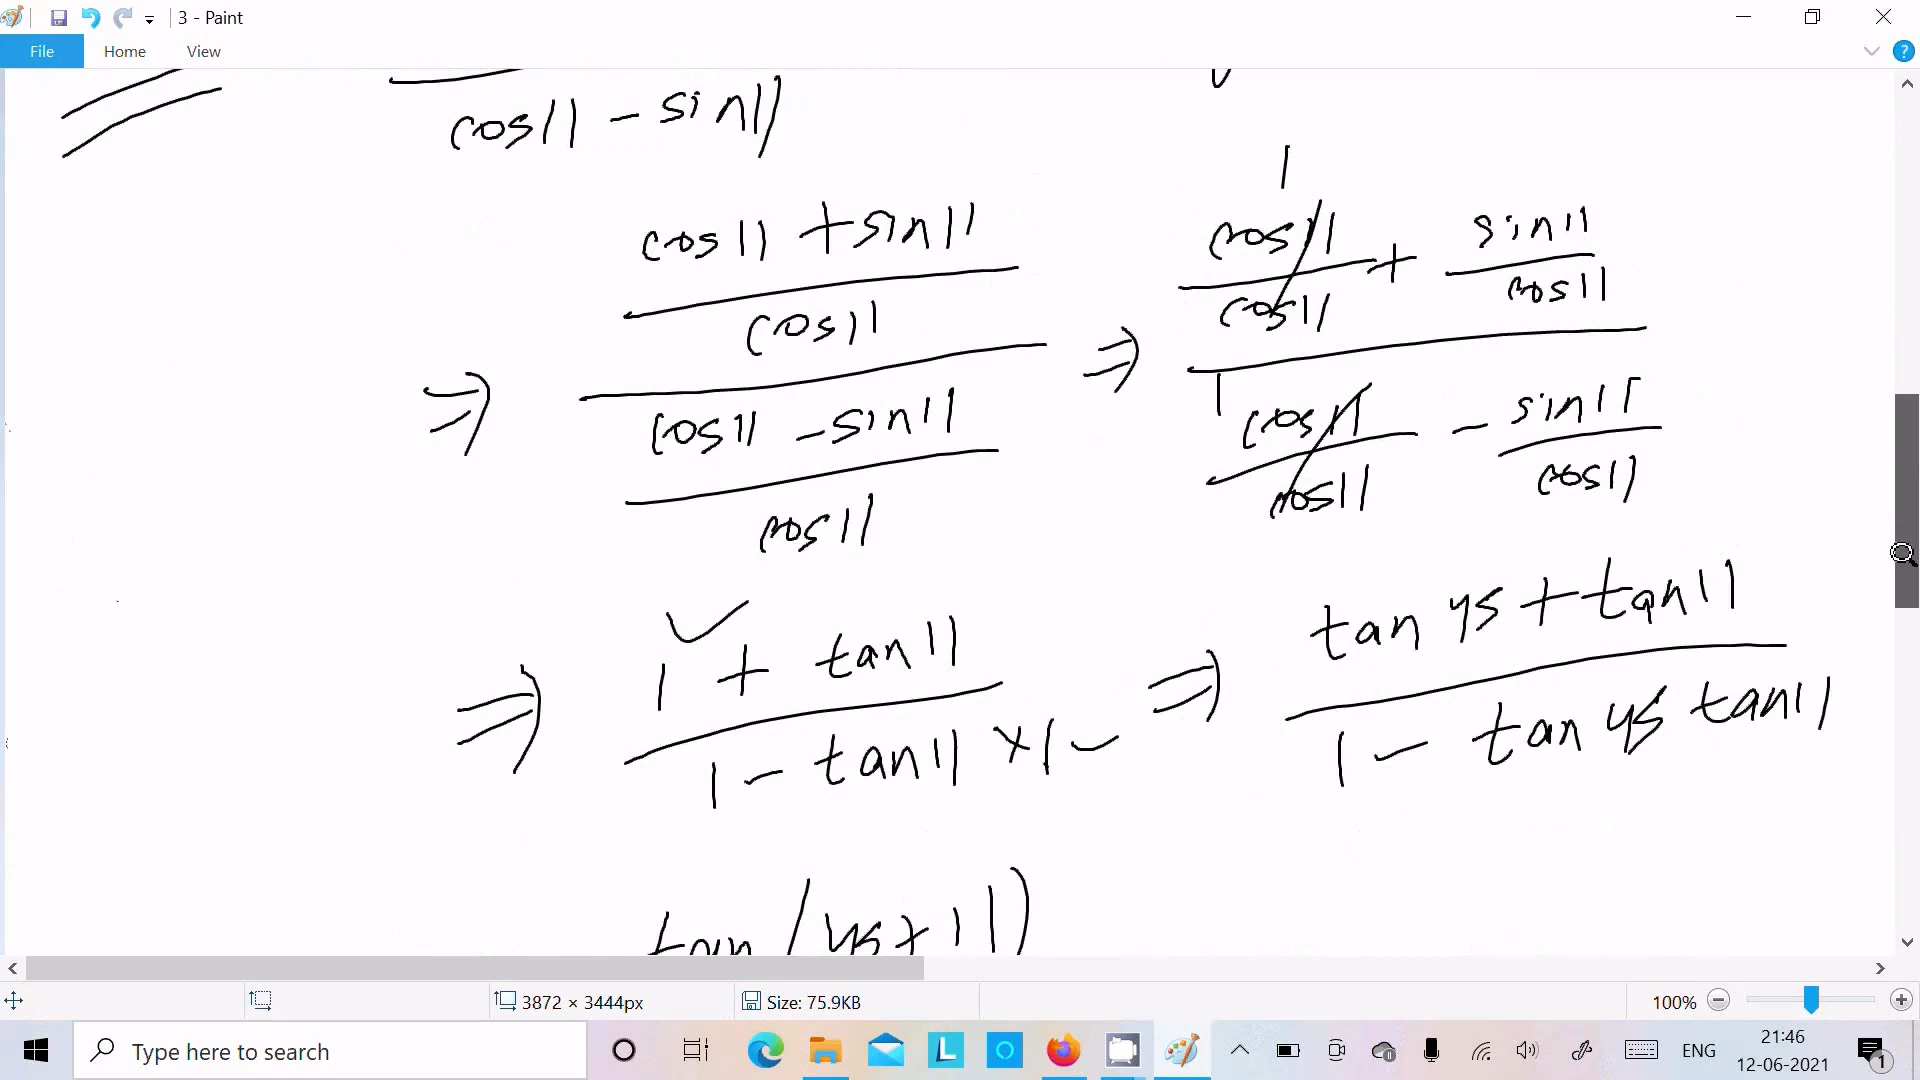 3 - Paint
File Home View
cos11 - sin11
cos11 + sin11
cos11
⇒
cos11 - sin11
cos11
1
cos11 + sin11
cos11 cos11
⇒
1
cos11 - sin11
cos11 cos11
1 + tan11
⇒
1 - tan11 ×1
tan 45 + tan11
⇒
1 - tan 45 tan11
tan (45+11)
3872 × 3444px Size: 75.9KB 100%
Type here to search ENG 21:46
12-06-2021 1